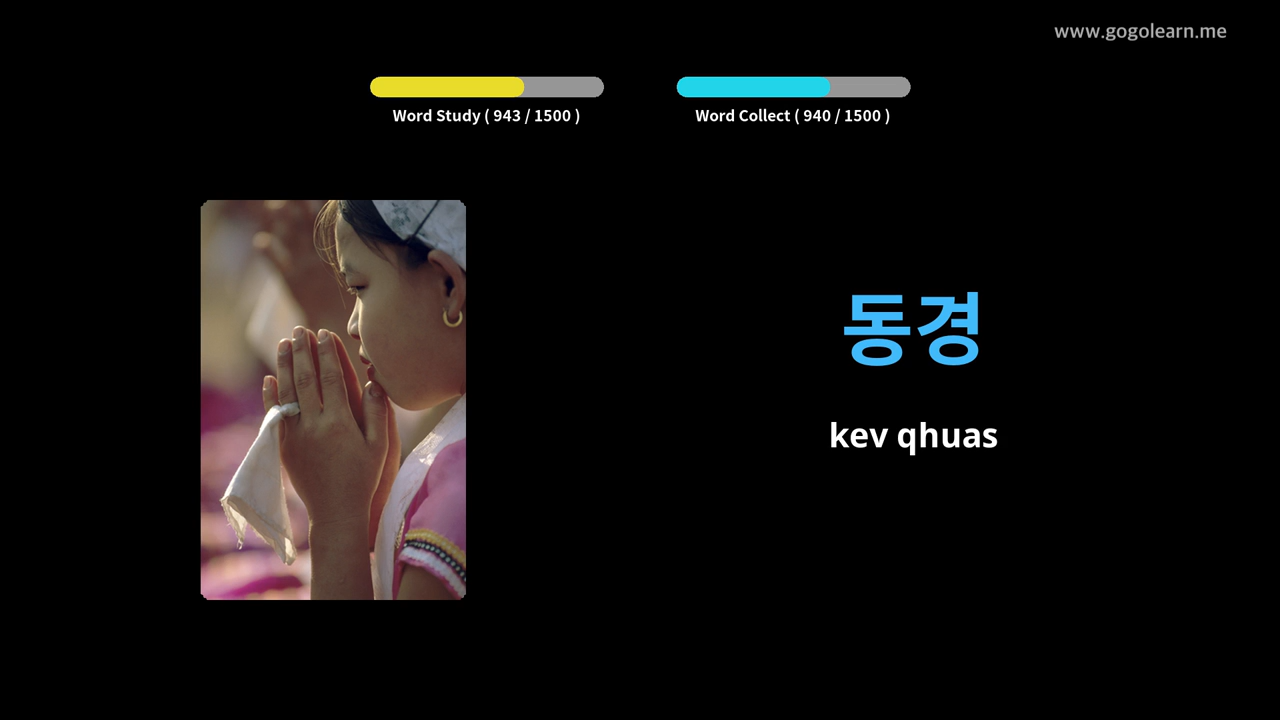 www.gogolearn.me
Word Study ( 943 / 1500 )
Word Collect ( 940 / 1500 )
동경
kev qhuas